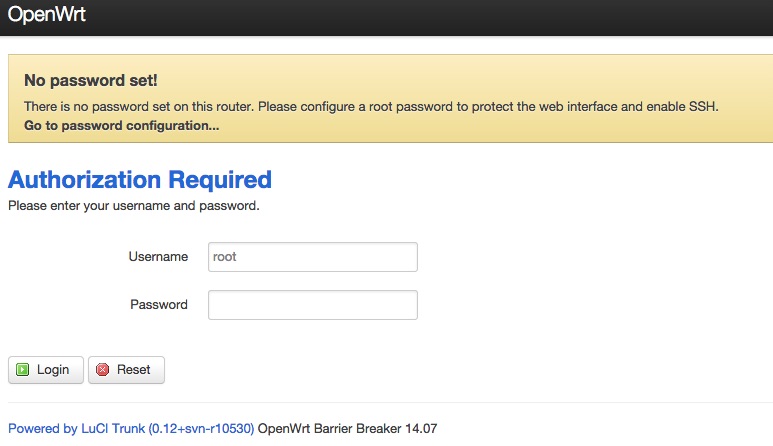 OpenWrt
No password set!
There is no password set on this router. Please configure a root password to protect the web interface and enable SSH.
Go to password configuration...
Authorization Required
Please enter your username and password.
Username root
Password
Login Reset
Powered by LuCI Trunk (0.12+svn-r10530) OpenWrt Barrier Breaker 14.07